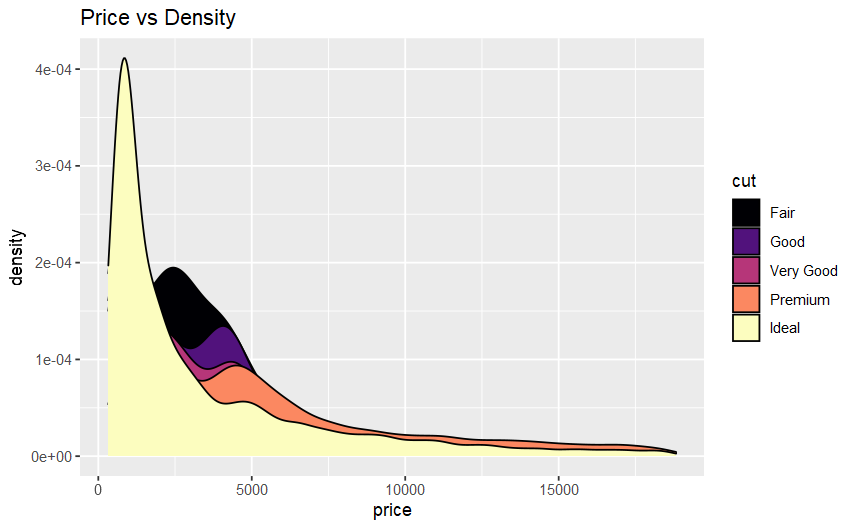 Price vs Density
4e-04
3e-04
2e-04
1e-04
0e+00
density
0
5000
10000
15000
price
cut
Fair
Good
Very Good
Premium
Ideal